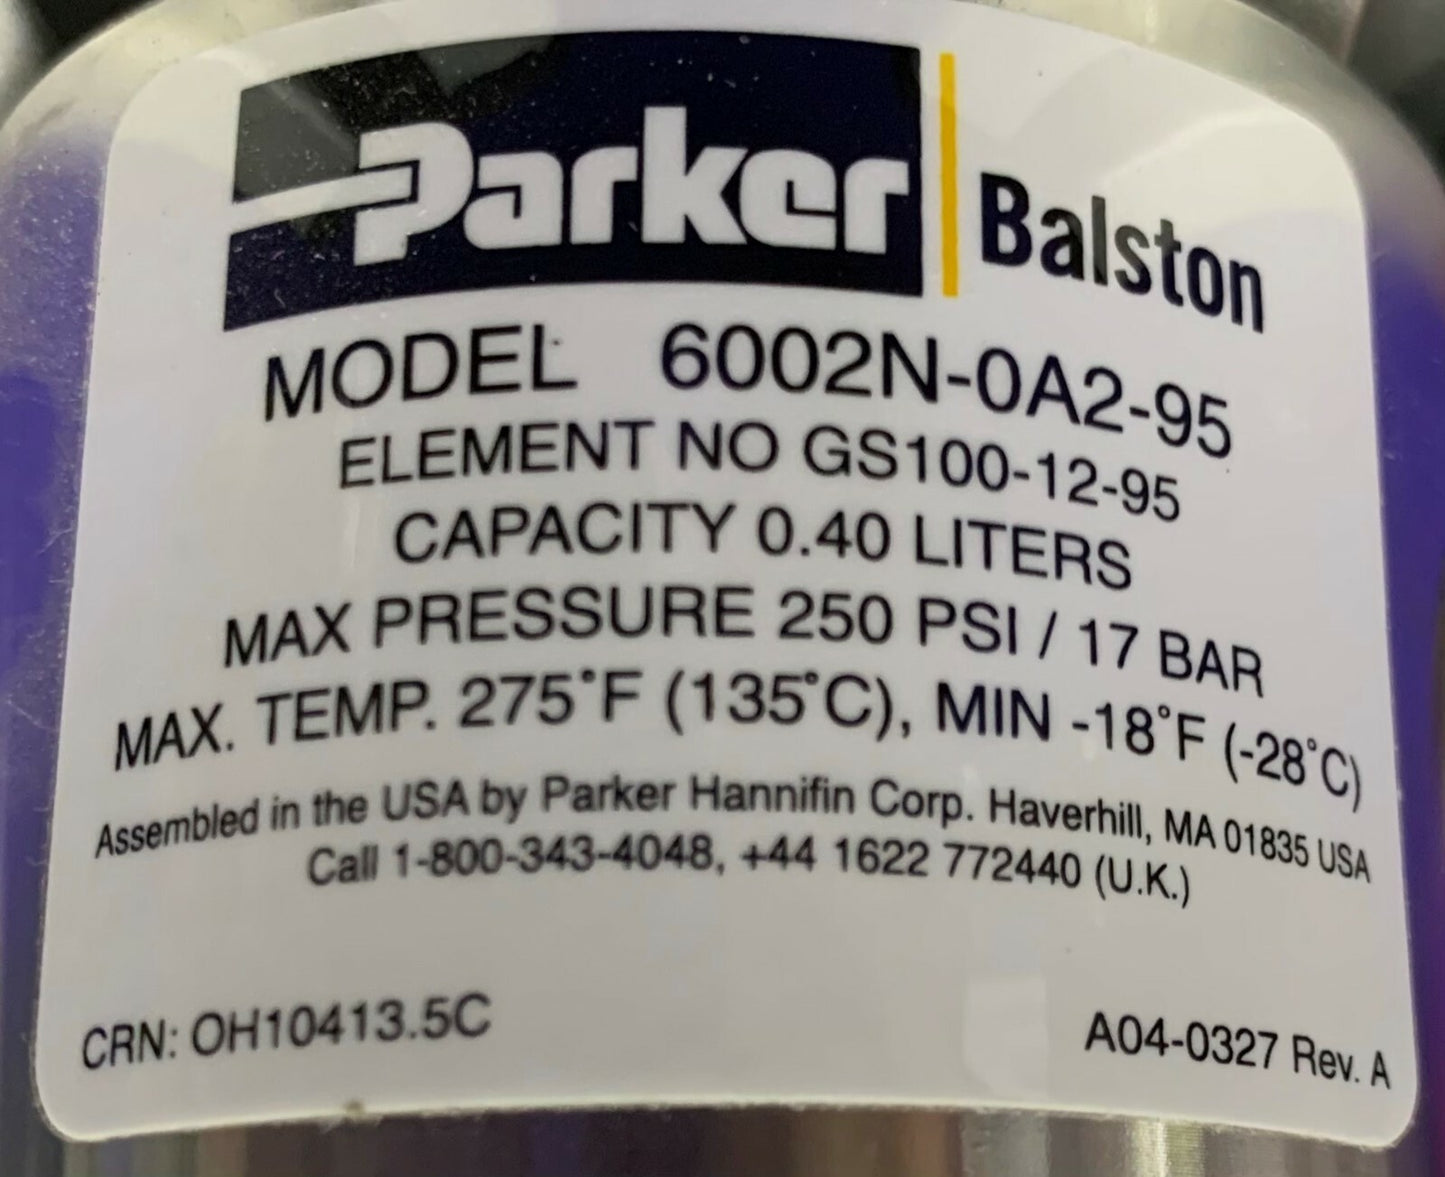 Parker Balston
MODEL 6002N-0A2-95
ELEMENT NO GS100-12-95
CAPACITY 0.40 LITERS
MAX PRESSURE 250 PSI / 17 BAR
MAX. TEMP. 275°F (135°C), MIN -18°F (-28°C)
Assembled in the USA by Parker Hannifin Corp. Haverhill, MA 01835 USA
Call 1-800-343-4048, +44 1622 772440 (U.K.)
CRN: OH10413.5C
A04-0327 Rev. A